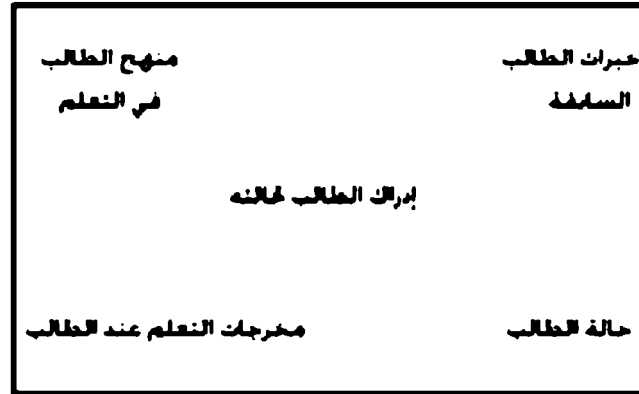 خبرات الطالب
السابقة
منهج الطالب
في التعلم
إدراك الطالب لحالته
حالة الطالب
مخرجات التعلم عند الطالب